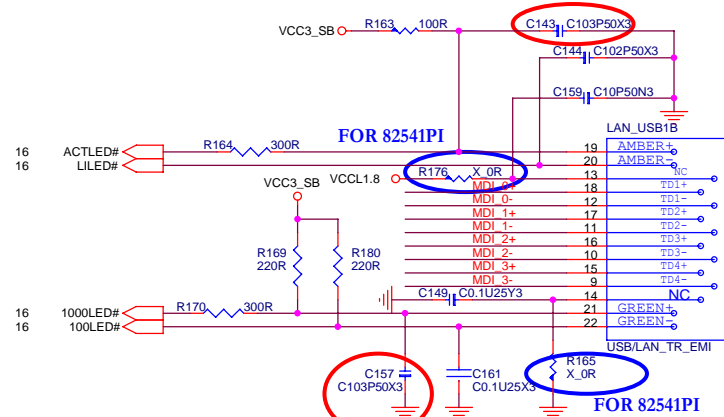 R163 100R C143 C103P50X3
VCC3_SB
C144 C102P50X3
C159 C10P50N3
LAN_USB1B
FOR 82541PI
16 ACTLED# R164 300R 19 AMBER+
16 LILED# 20 AMBER-
VCCL1.8 R176 X_0R 13 NC
VCC3_SB
MDI_0+ 18 TD1+
MDI_0- 12 TD1-
MDI_1+ 17 TD2+
MDI_1- 11 TD2-
MDI_2+ 16 TD3+
MDI_2- 10 TD3-
MDI_3+ 15 TD4+
MDI_3- 9 TD4-
R169 R180
220R 220R
C149 C0.1U25Y3 14 NC
16 1000LED# R170 300R 21 GREEN+
16 100LED# 22 GREEN-
USB/LAN_TR_EMI
C157 C161 R165
C103P50X3 C0.1U25X3 X_0R
FOR 82541PI